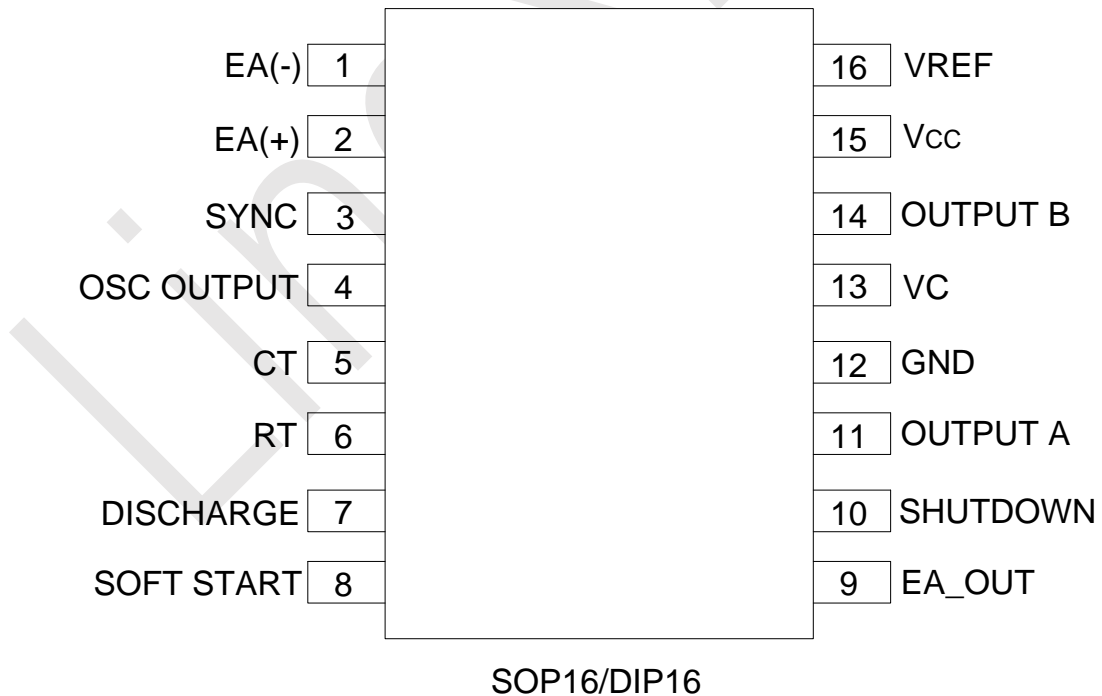 EA(-) 1 16 VREF
EA(+) 2 15 Vcc
SYNC 3 14 OUTPUT B
OSC OUTPUT 4 13 VC
CT 5 12 GND
RT 6 11 OUTPUT A
DISCHARGE 7 10 SHUTDOWN
SOFT START 8 9 EA_OUT
SOP16/DIP16